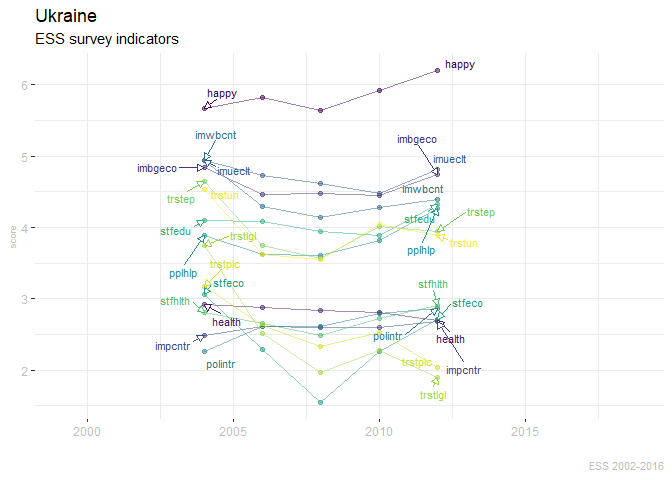 Ukraine
ESS survey indicators
happy
happy
6
imwbcnt
imbgeco
imueclt
imbgeco
imueclt
5
imwbcnt
trstep
trstun
trstep
stfedu
stfedu
4
trstlgl
trstun
pplhlp
pplhlp
score
trstplc
stfhlth
stfeco
stfhlth
stfeco
3
health
polintr
health
impcntr
polintr
trstplc
impcntr
2
trstlgl
2000
2005
2010
2015
ESS 2002-2016